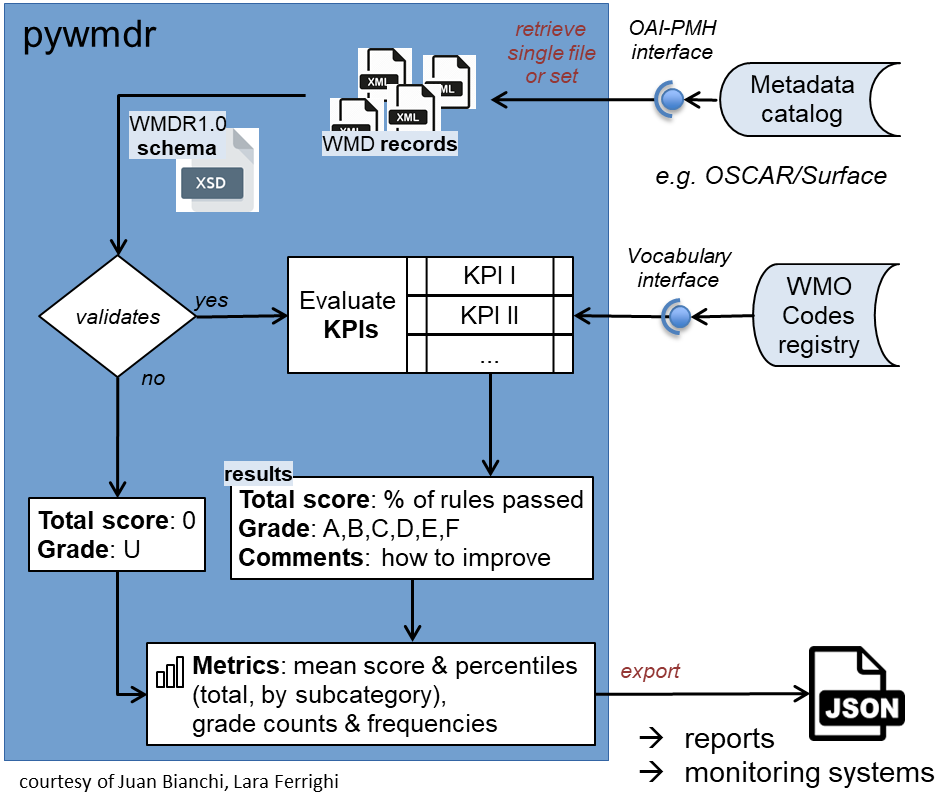 pywmdr
retrieve
single file
or set
OAI-PMH
interface
Metadata
catalog
e.g. OSCAR/Surface
XML
XML
XML
XML
WMD records
WMDR1.0
schema
XSD
validates
yes
no
Evaluate
KPIs
KPI I
KPI II
...
Vocabulary
interface
WMO
Codes
registry
Total score: 0
Grade: U
results
Total score: % of rules passed
Grade: A,B,C,D,E,F
Comments: how to improve
Metrics: mean score & percentiles
(total, by subcategory),
grade counts & frequencies
export
JSON
→ reports
→ monitoring systems
courtesy of Juan Bianchi, Lara Ferrighi